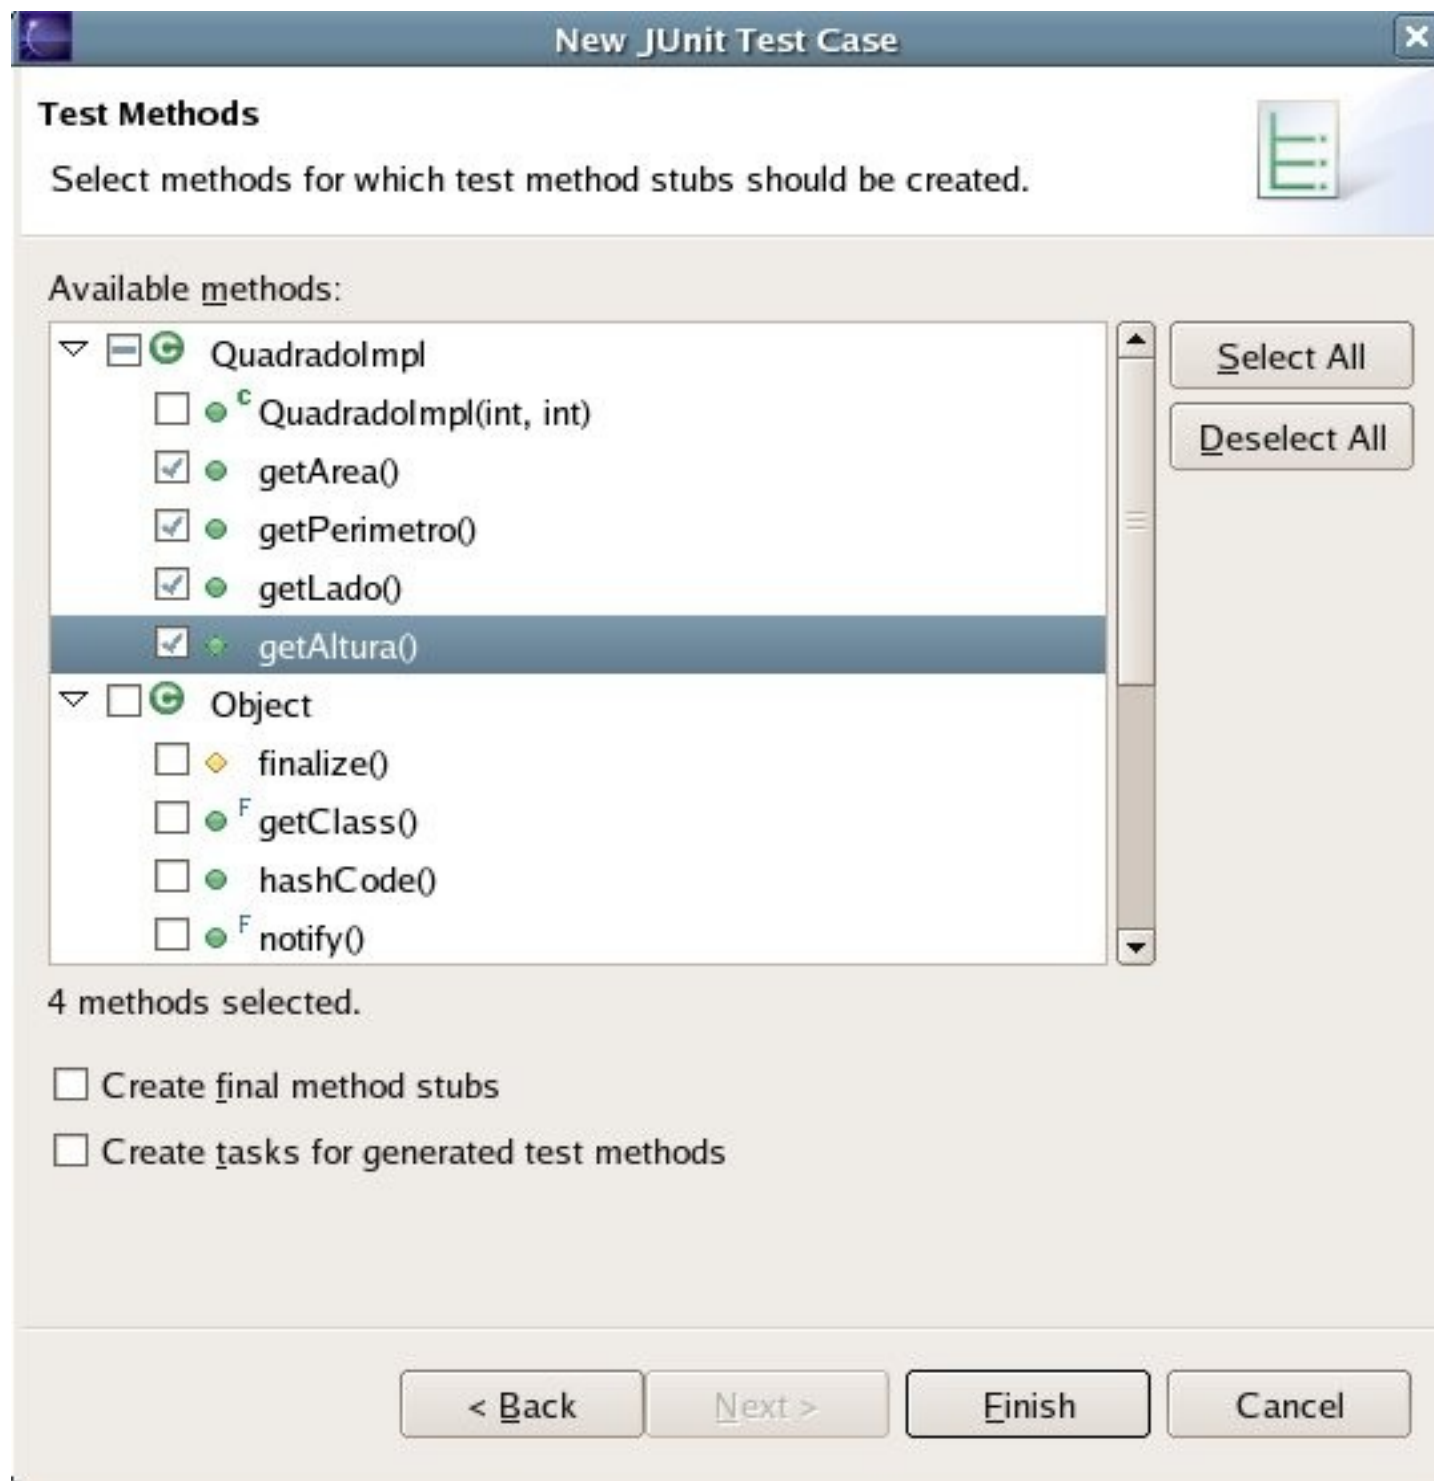 New JUnit Test Case
Test Methods
Select methods for which test method stubs should be created.
Available methods:
QuadradoImpl
C QuadradoImpl(int, int)
getArea()
getPerimetro()
getLado()
getAltura()
Object
finalize()
F getClass()
hashCode()
F notify()
Select All
Deselect All
4 methods selected.
Create final method stubs
Create tasks for generated test methods
< Back
Next >
Finish
Cancel